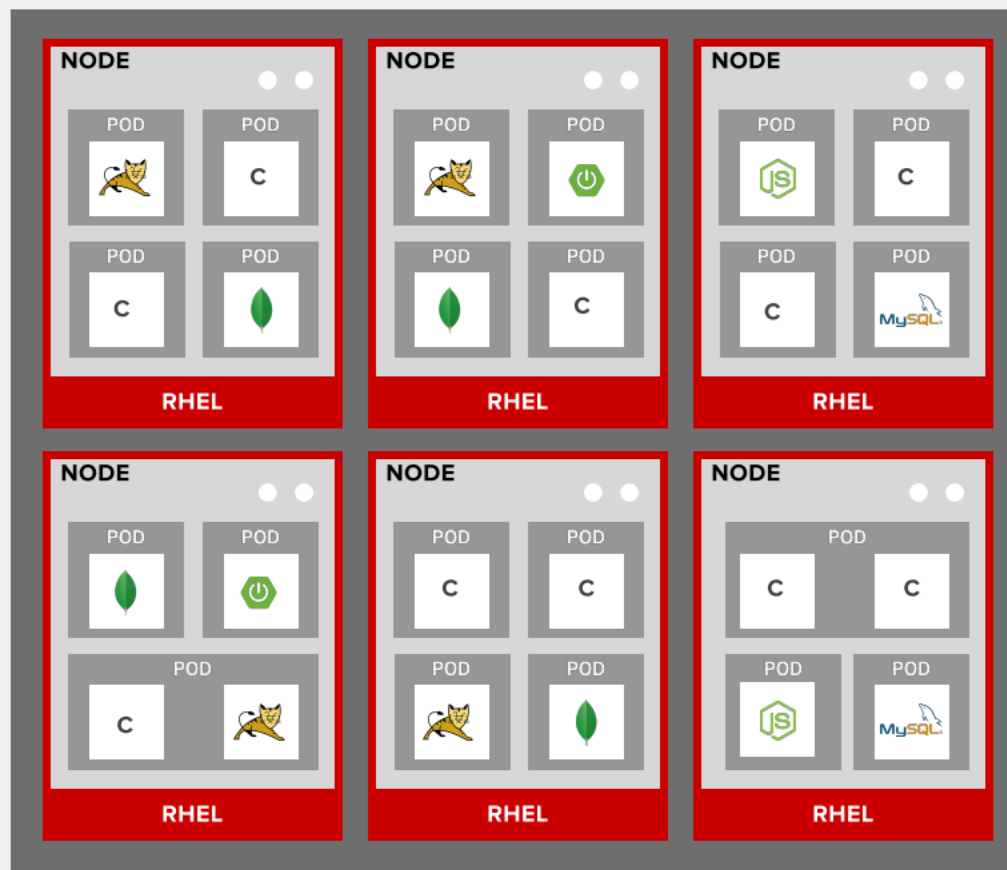 NODE NODE NODE
POD POD POD POD POD POD
C C
JS
POD POD POD POD POD POD
C C C MySQL
RHEL RHEL RHEL
NODE NODE NODE
POD POD POD POD POD
C C C C
POD POD POD POD POD
C JS MySQL
RHEL RHEL RHEL